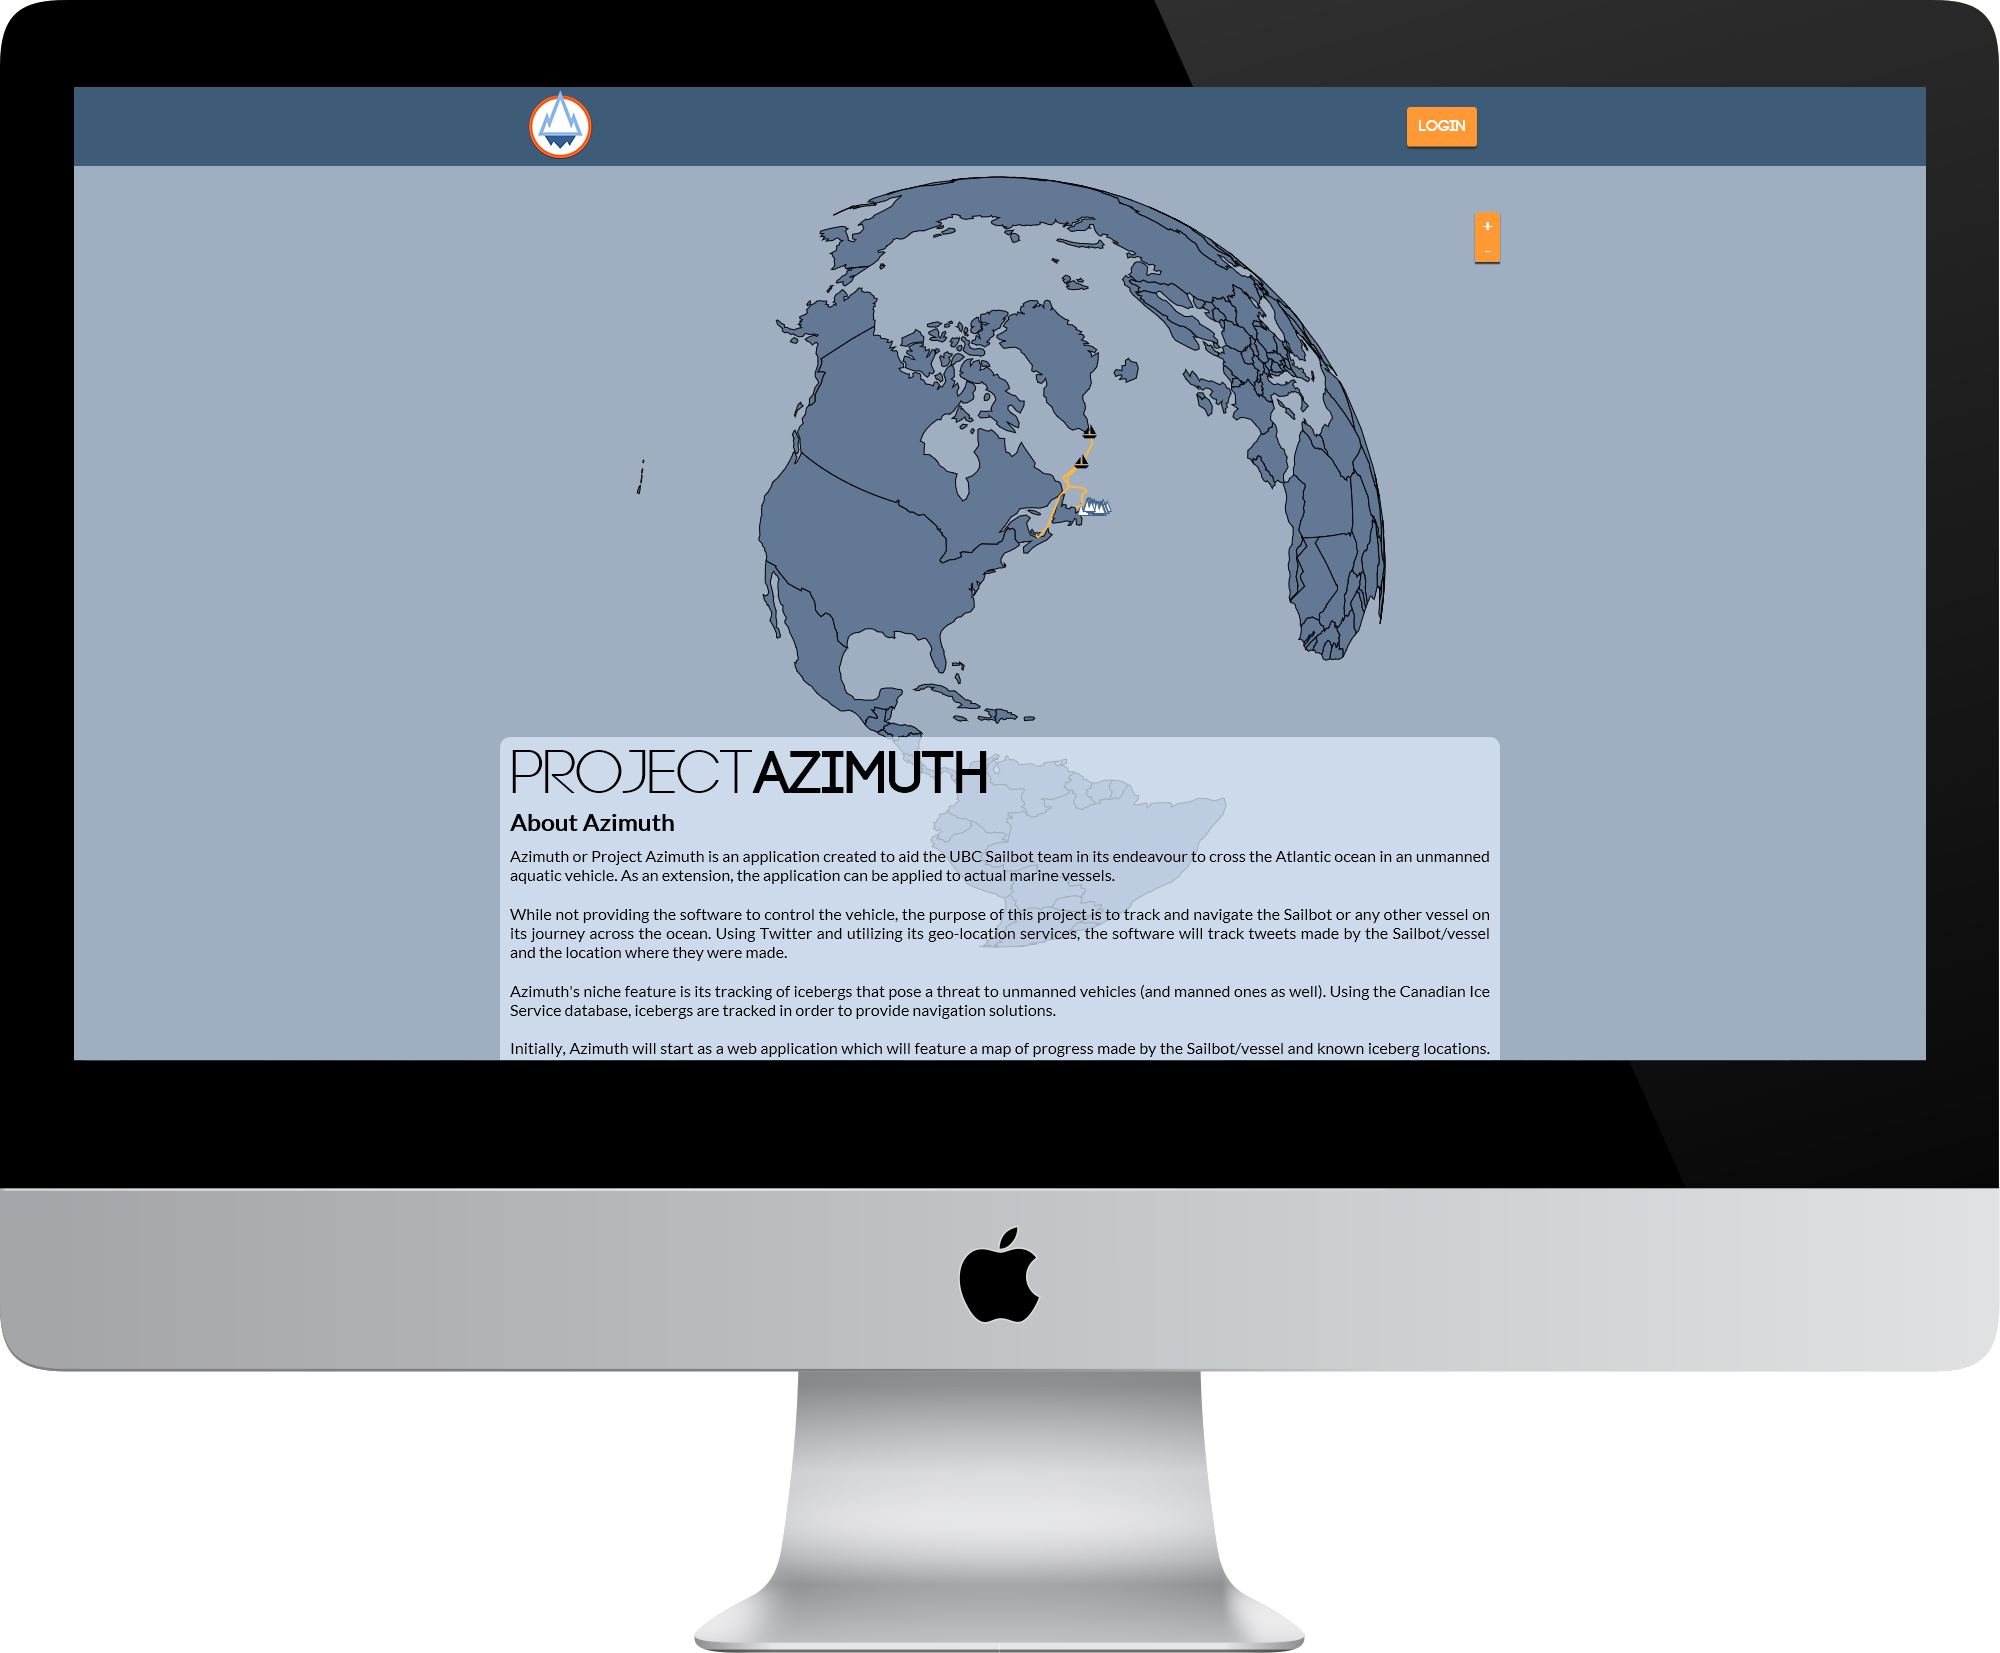 LOGIN
+
-
PROJECT AZIMUTH
About Azimuth
Azimuth or Project Azimuth is an application created to aid the UBC Sailbot team in its endeavour to cross the Atlantic ocean in an unmanned
aquatic vehicle. As an extension, the application can be applied to actual marine vessels.
While not providing the software to control the vehicle, the purpose of this project is to track and navigate the Sailbot or any other vessel on
its journey across the ocean. Using Twitter and utilizing its geo-location services, the software will track tweets made by the Sailbot/vessel
and the location where they were made.
Azimuth's niche feature is its tracking of icebergs that pose a threat to unmanned vehicles (and manned ones as well). Using the Canadian Ice
Service database, icebergs are tracked in order to provide navigation solutions.
Initially, Azimuth will start as a web application which will feature a map of progress made by the Sailbot/vessel and known iceberg locations.